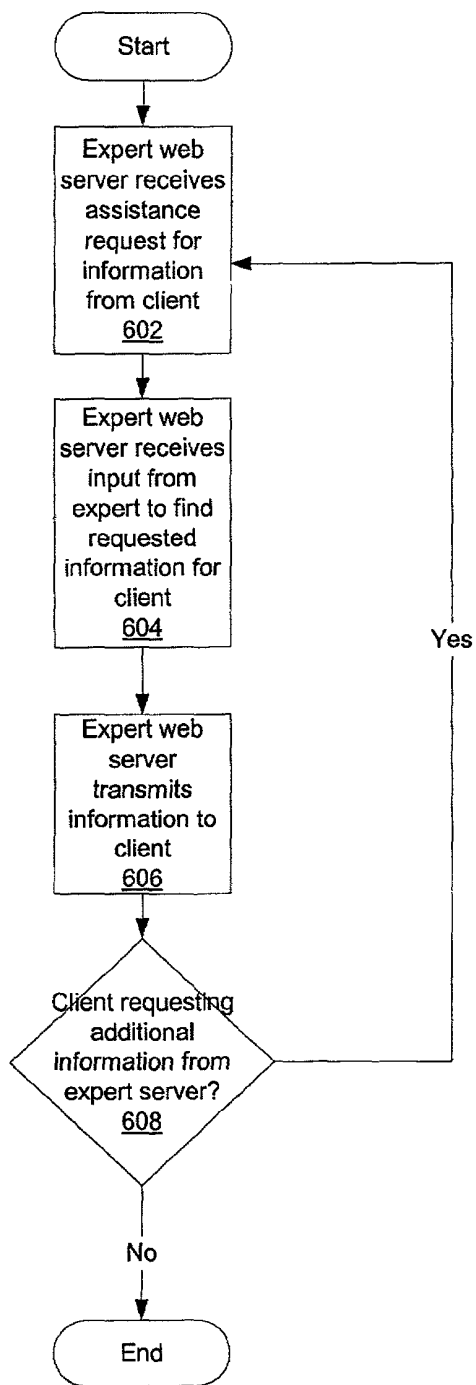 Start
Expert web
server receives
assistance
request for
information
from client
602
Expert web
server receives
input from
expert to find
requested
information for
client
604
Yes
Expert web
server
transmits
information to
client
606
Client requesting
additional
information from
expert server?
608
No
End